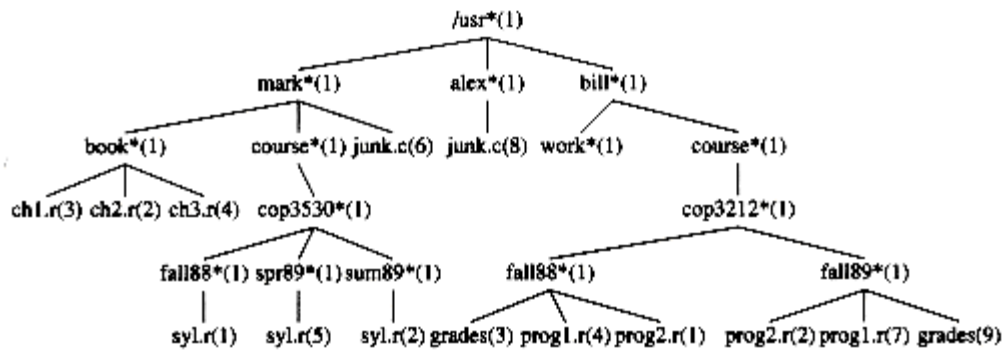 /usr*(1)
mark*(1) alex*(1) bill*(1)
book*(1) course*(1) junk.c(6) junk.c(8) work*(1) course*(1)
ch1.r(3) ch2.r(2) ch3.r(4) cop3530*(1) cop3212*(1)
fall88*(1) spr89*(1) sum89*(1) fall88*(1) fall89*(1)
syl.r(1) syl.r(5) syl.r(2) grades(3) prog1.r(4) prog2.r(1) prog2.r(2) prog1.r(7) grades(9)